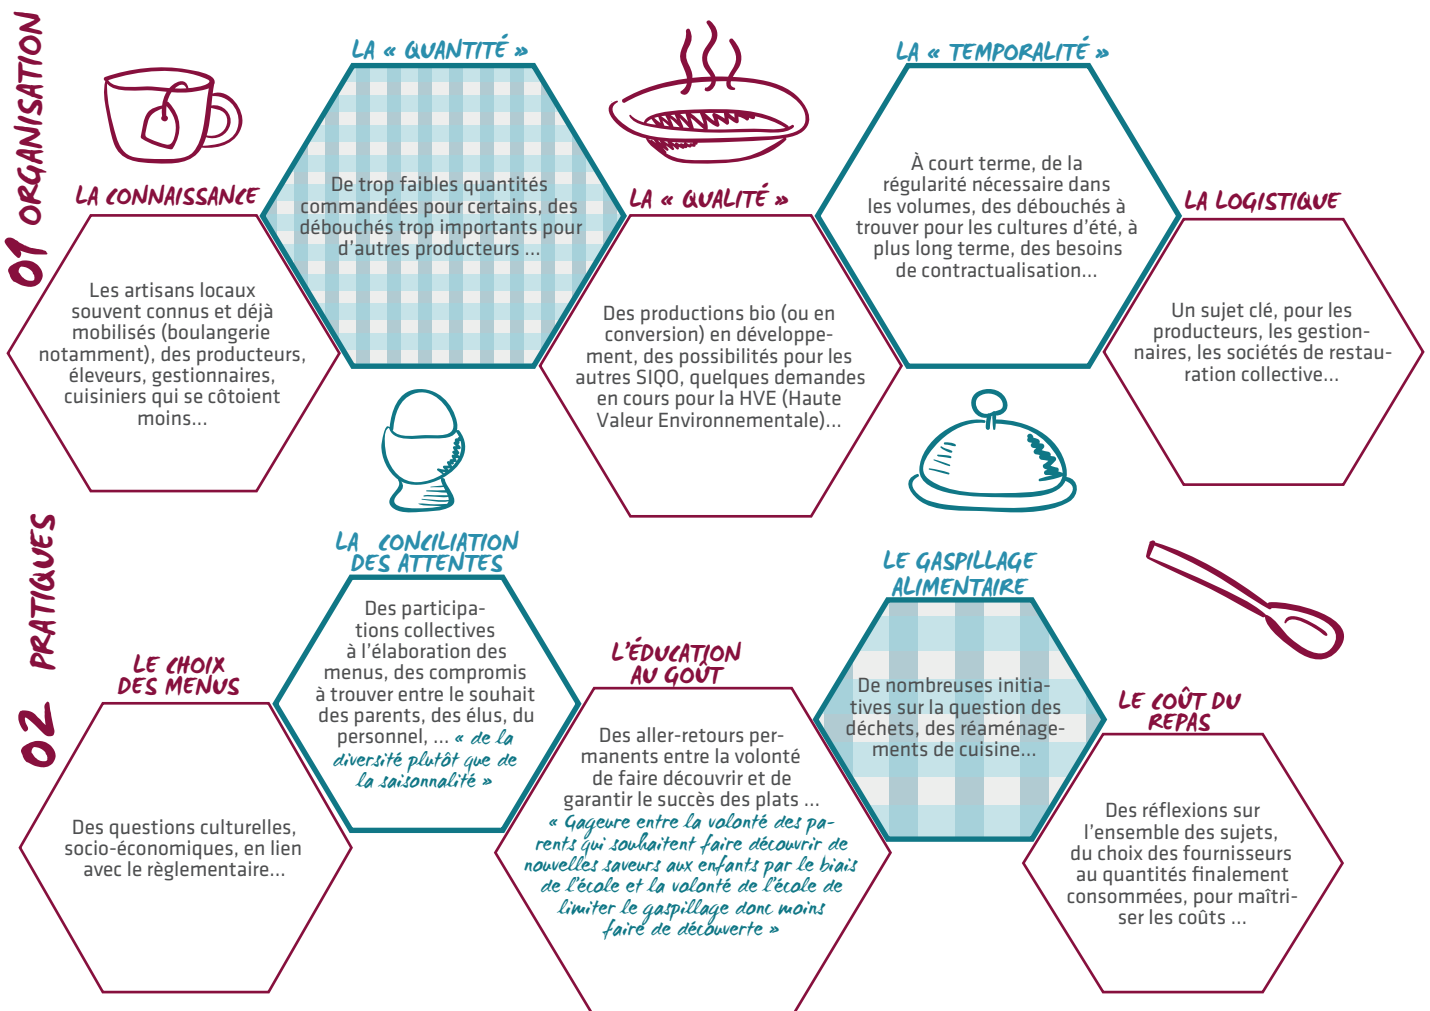 01 ORGANISATION
LA CONNAISSANCE
Les artisans locaux
souvent connus et déjà
mobilisés (boulangerie
notamment), des producteurs,
éleveurs, gestionnaires,
cuisiniers qui se côtoient
moins...
LA « QUANTITÉ »
De trop faibles quantités
commandées pour certains, des
débouchés trop importants pour
d'autres producteurs ...
LA « QUALITÉ »
Des productions bio (ou en
conversion) en développe-
ment, des possibilités pour les
autres SIQO, quelques demandes
en cours pour la HVE (Haute
Valeur Environnementale)...
LA « TEMPORALITÉ »
À court terme, de la
régularité nécessaire dans
les volumes, des débouchés à
trouver pour les cultures d'été, à
plus long terme, des besoins
de contractualisation...
LA LOGISTIQUE
Un sujet clé, pour les
producteurs, les gestion-
naires, les sociétés de restau-
ration collective...
02 PRATIQUES
LE CHOIX
DES MENUS
Des questions culturelles,
socio-économiques, en lien
avec le règlementaire...
LA CONCILIATION
DES ATTENTES
Des participa-
tions collectives
à l'élaboration des
menus, des compromis
à trouver entre le souhait
des parents, des élus, du
personnel, ... « de la
diversité plutôt que de
la saisonnalité »
L'ÉDUCATION
AU GOÛT
Des aller-retours per-
manents entre la volonté
de faire découvrir et de
garantir le succès des plats ...
« Gageure entre la volonté des pa-
rents qui souhaitent faire découvrir de
nouvelles saveurs aux enfants par le biais
de l'école et la volonté de l'école de
limiter le gaspillage donc moins
faire de découverte »
LE GASPILLAGE
ALIMENTAIRE
De nombreuses initia-
tives sur la question des
déchets, des réaménage-
ments de cuisine...
LE COÛT DU
REPAS
Des réflexions sur
l'ensemble des sujets,
du choix des fournisseurs
au quantités finalement
consommées, pour maîtri-
ser les coûts ...